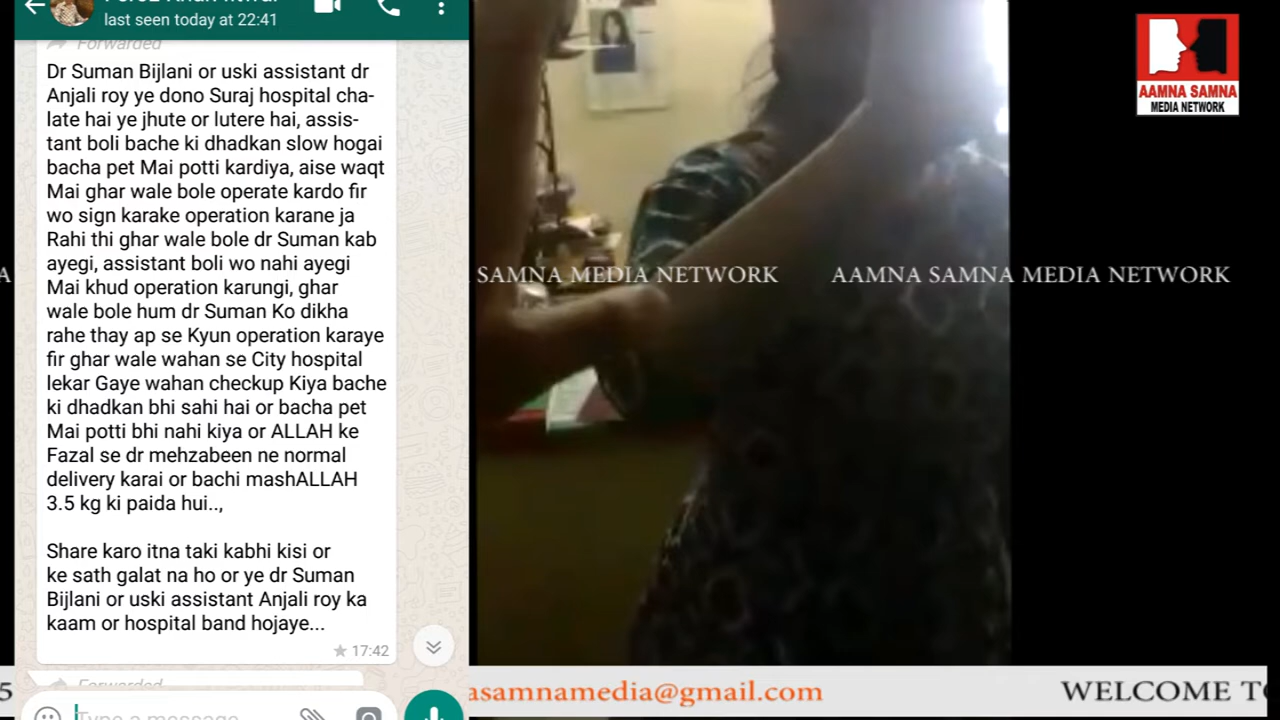 last seen today at 22:41
Forwarded
Dr Suman Bijlani or uski assistant dr
Anjali roy ye dono Suraj hospital cha-
late hai ye jhute or lutere hai, assis-
tant boli bache ki dhadkan slow hogai
bacha pet Mai potti kardiya, aise waqt
Mai ghar wale bole operate kardo fir
wo sign karake operation karane ja
Rahi thi ghar wale bole dr Suman kab
ayegi, assistant boli wo nahi ayegi
Mai khud operation karungi, ghar
wale bole hum dr Suman Ko dikha
rahe thay ap se Kyun operation karaye
fir ghar wale wahan se City hospital
lekar Gaye wahan checkup Kiya bache
ki dhadkan bhi sahi hai or bacha pet
Mai potti bhi nahi kiya or ALLAH ke
Fazal se dr mehzabeen ne normal
delivery karai or bachi mashALLAH
3.5 kg ki paida hui..,
Share karo itna taki kabhi kisi or
ke sath galat na ho or ye dr Suman
Bijlani or uski assistant Anjali roy ka
kaam or hospital band hojaye...
17:42
Forwarded
Type a message
AAMNA SAMNA
MEDIA NETWORK
SAMNA MEDIA NETWORK AAMNA SAMNA MEDIA NETWORK
5 asamnamedia@gmail.com WELCOME TO